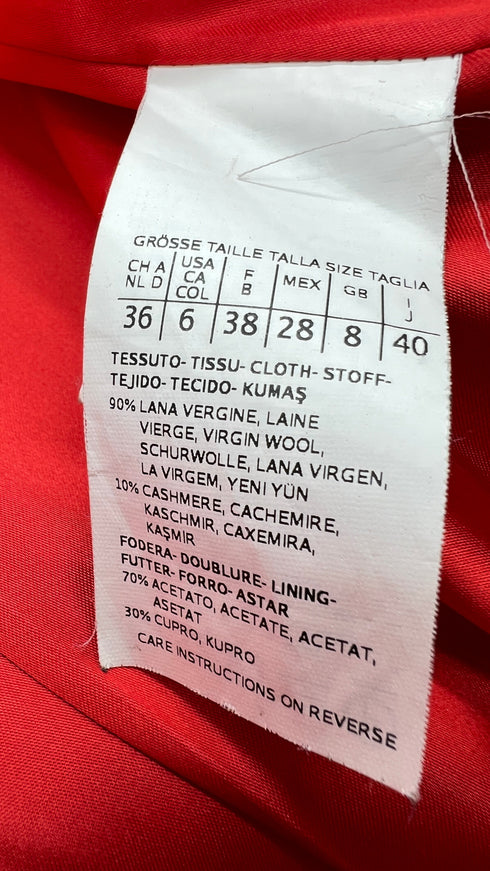 GRÖSSE TAILLE TALLA SIZE TAGLIA
CH A NL D USA CA COL F B MEX GB I J
36 6 38 28 8 40
TESSUTO- TISSU- CLOTH- STOFF-
TEJIDO- TECIDO- KUMAŞ
90% LANA VERGINE, LAINE
VIERGE, VIRGIN WOOL,
SCHURWOLLE, LANA VIRGEN,
LA VIRGEM, YENI YÜN
10% CASHMERE, CACHEMIRE,
KASCHMIR, CAXEMIRA,
KAŞMIR
FODERA- DOUBLURE- LINING-
FUTTER- FORRO- ASTAR
70% ACETATO, ACETATE, ACETAT,
ASETAT
30% CUPRO, KUPRO
CARE INSTRUCTIONS ON REVERSE